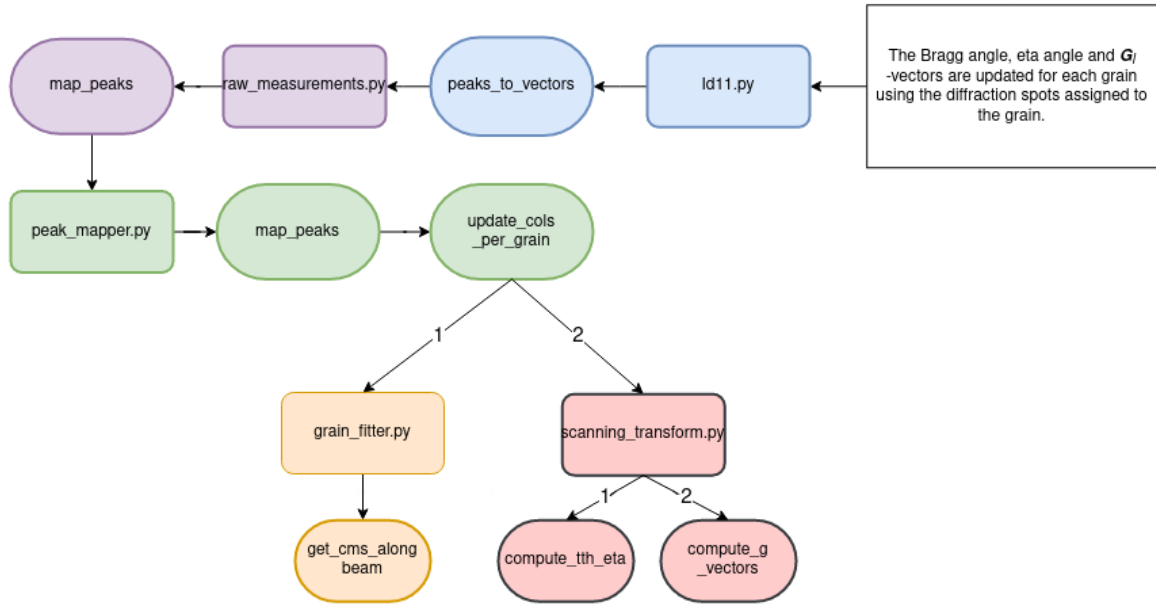 map_peaks
raw_measurements.py
peaks_to_vectors
Id11.py
The Bragg angle, eta angle and G_l
-vectors are updated for each grain
using the diffraction spots assigned to
the grain.
peak_mapper.py
map_peaks
update_cols
_per_grain
1
2
grain_fitter.py
scanning_transform.py
1
2
get_cms_along
beam
compute_tth_eta
compute_g
_vectors